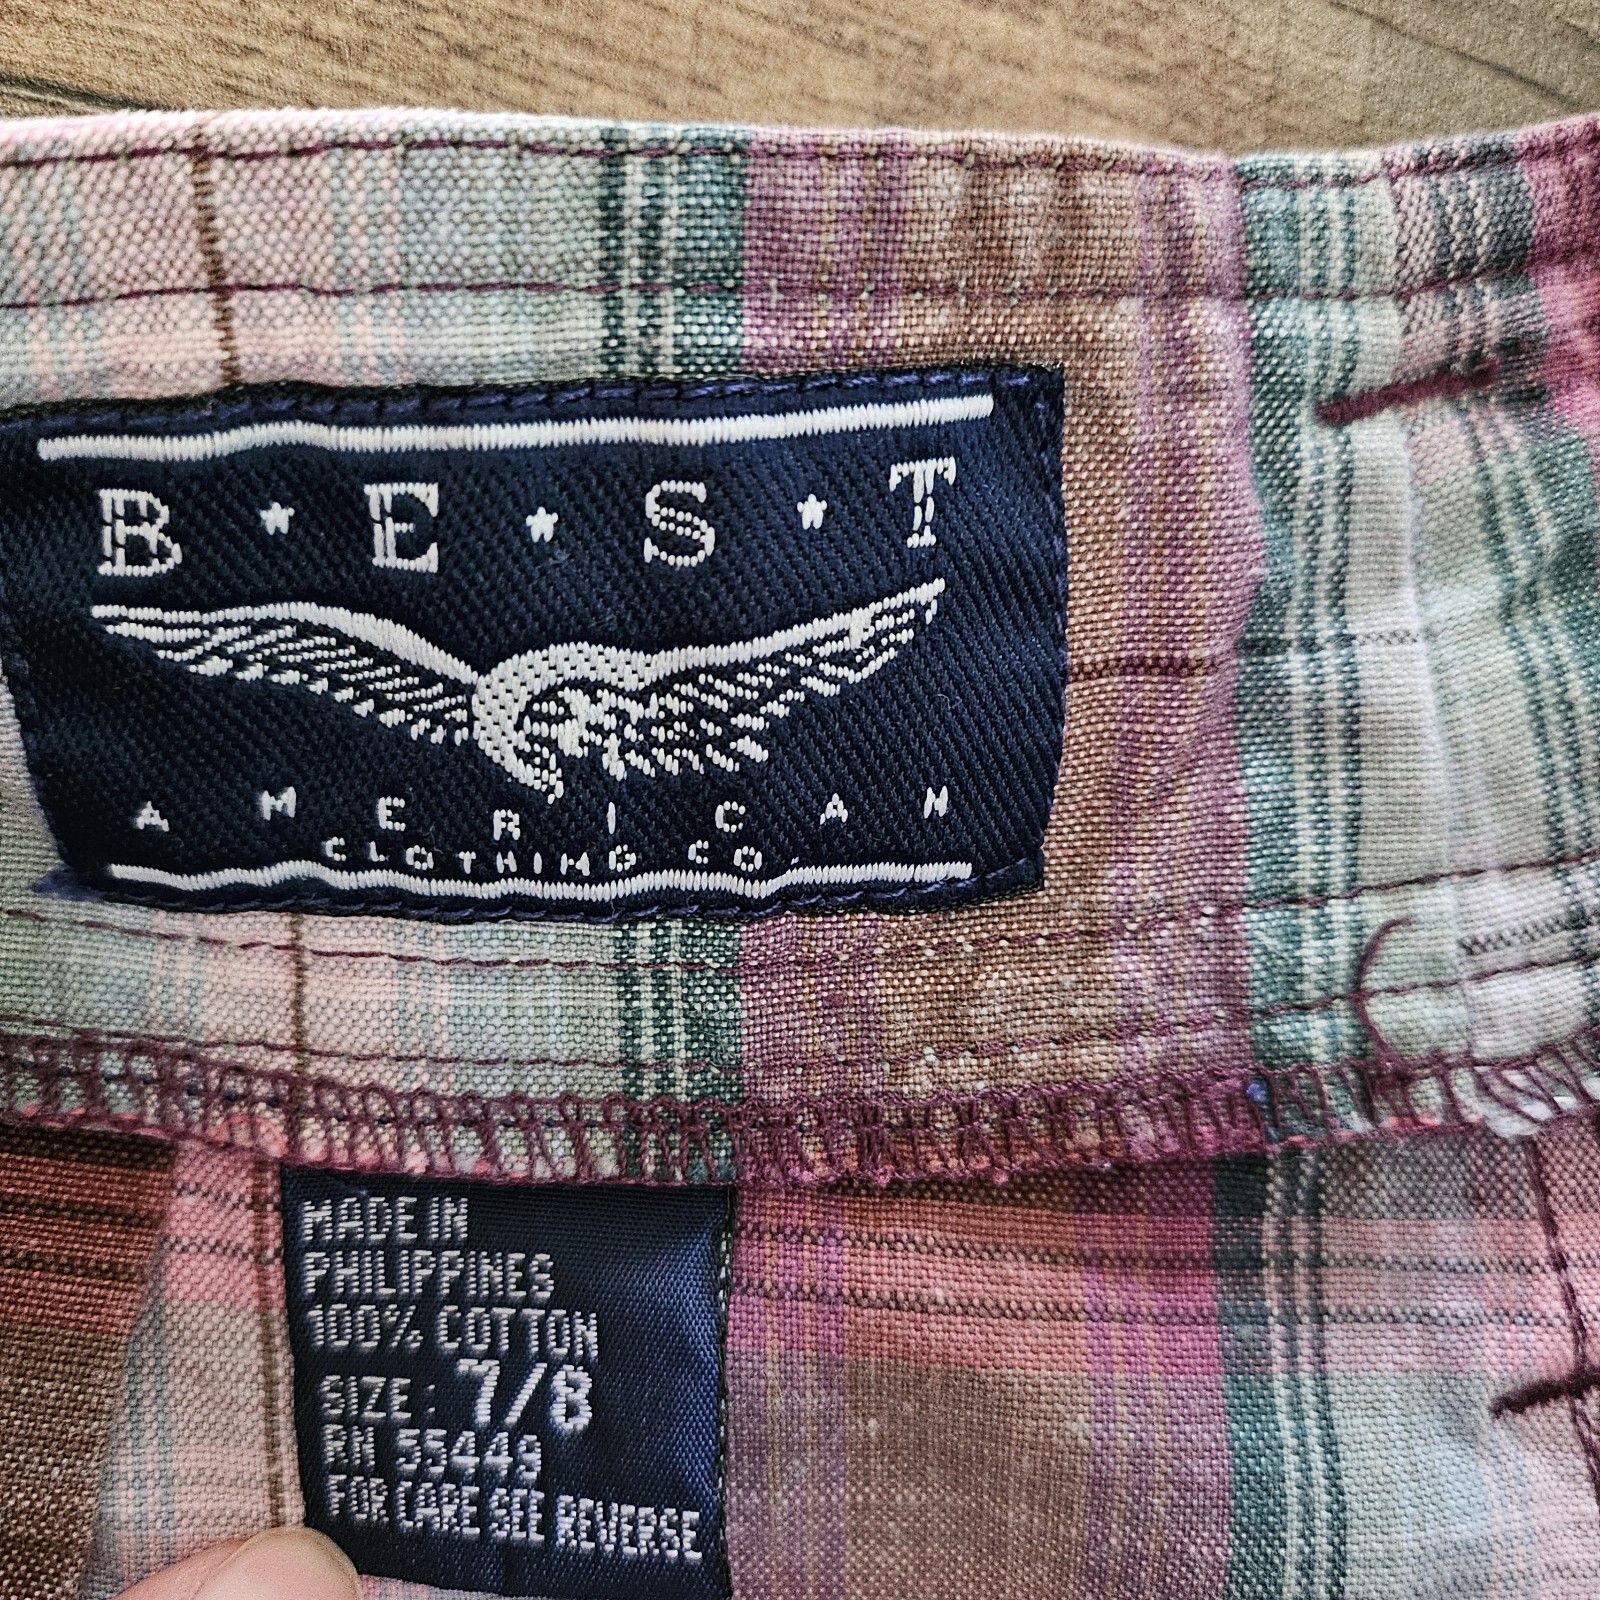 B★E★S★T
AMERICAN
CLOTHING CO.
MADE IN
PHILIPPINES
100% COTTON
SIZE: 7/8
RN 55449
FOR CARE SEE REVERSE